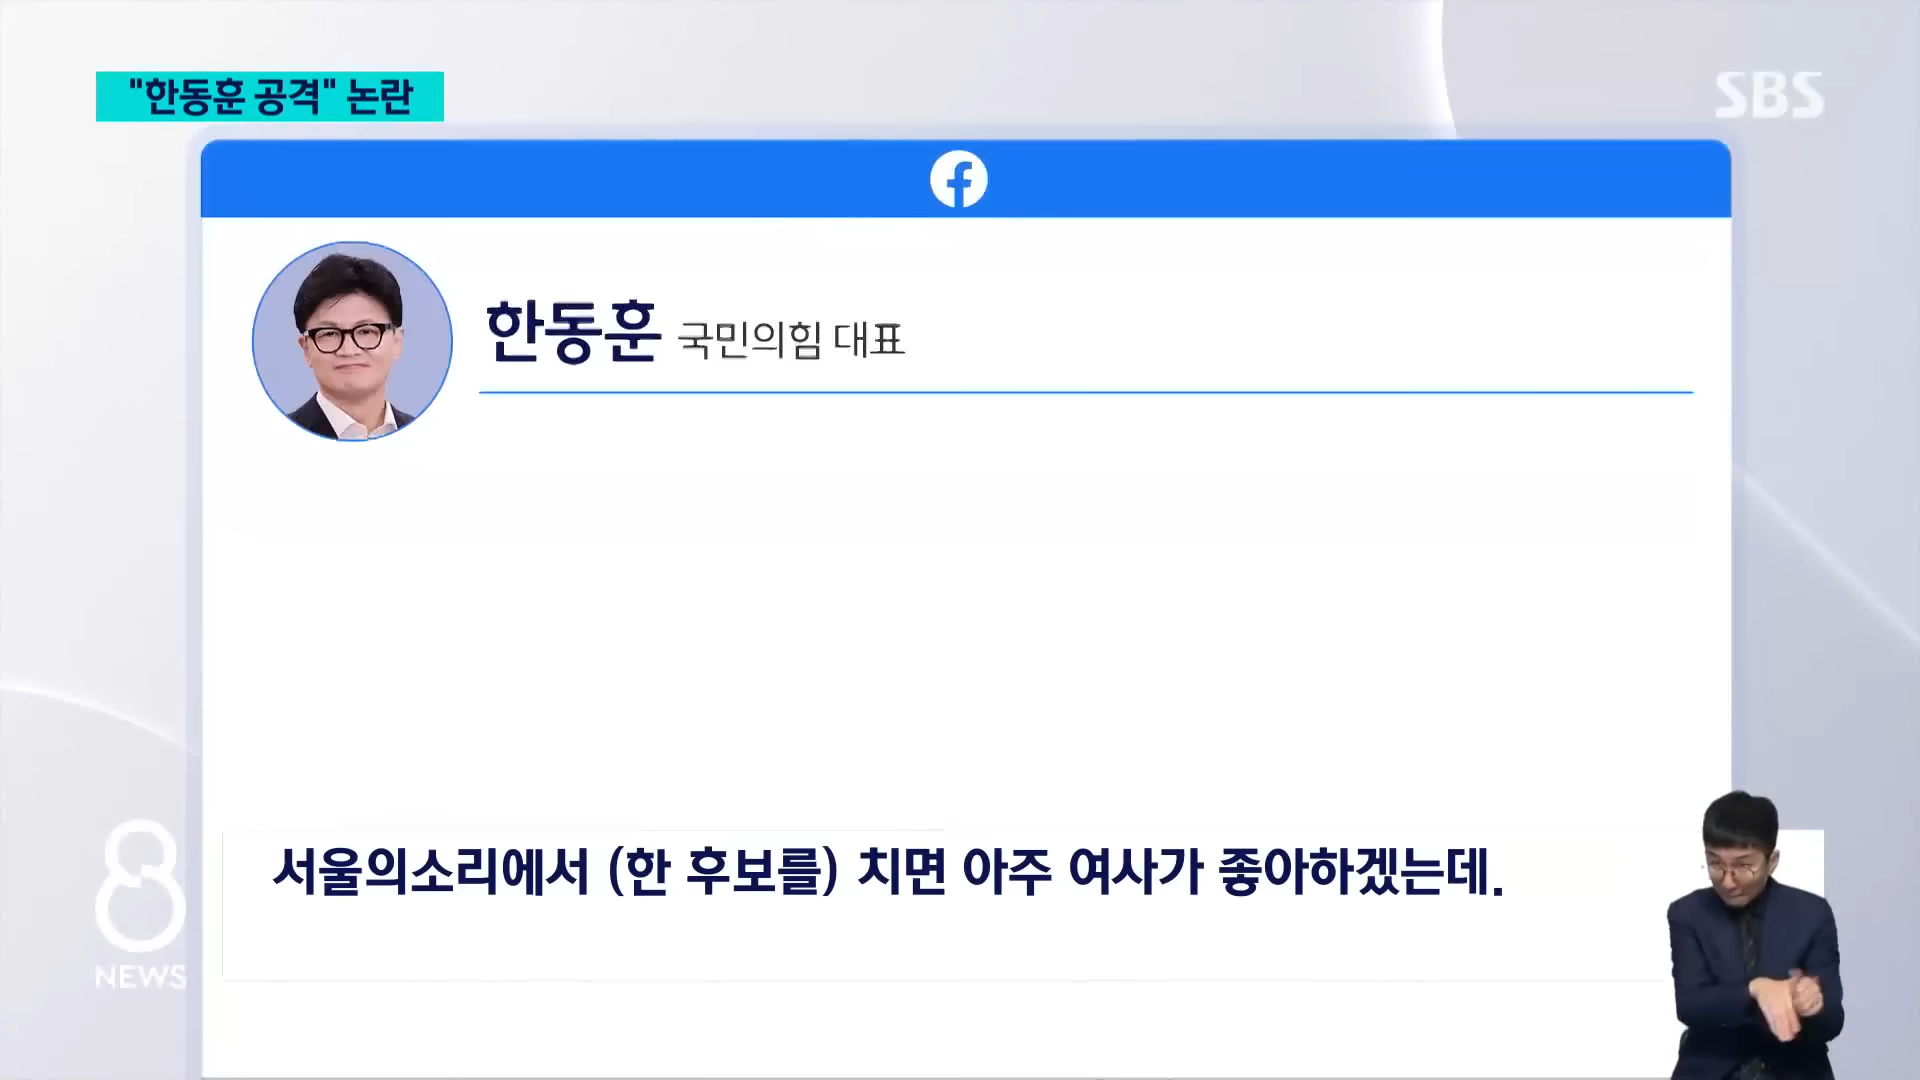 "한동훈 공격" 논란
SBS
한동훈 국민의힘 대표
서울의소리에서 (한 후보를) 치면 아주 여사가 좋아하겠는데.
8
NEWS